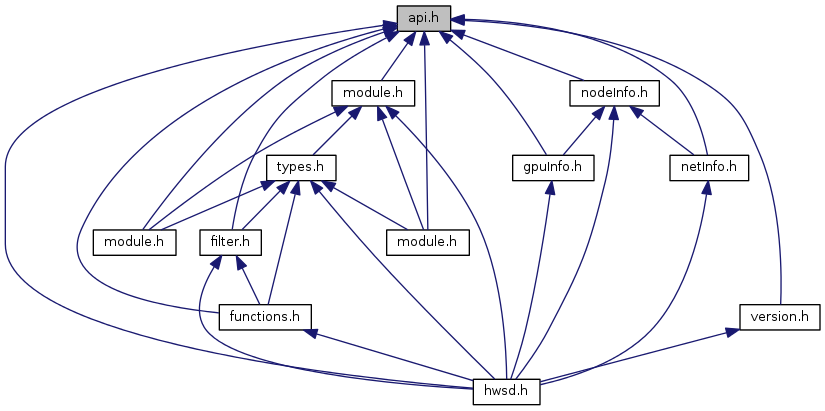 api.h
module.h
nodeInfo.h
types.h
gpuInfo.h
netInfo.h
module.h
filter.h
module.h
functions.h
version.h
hwsd.h